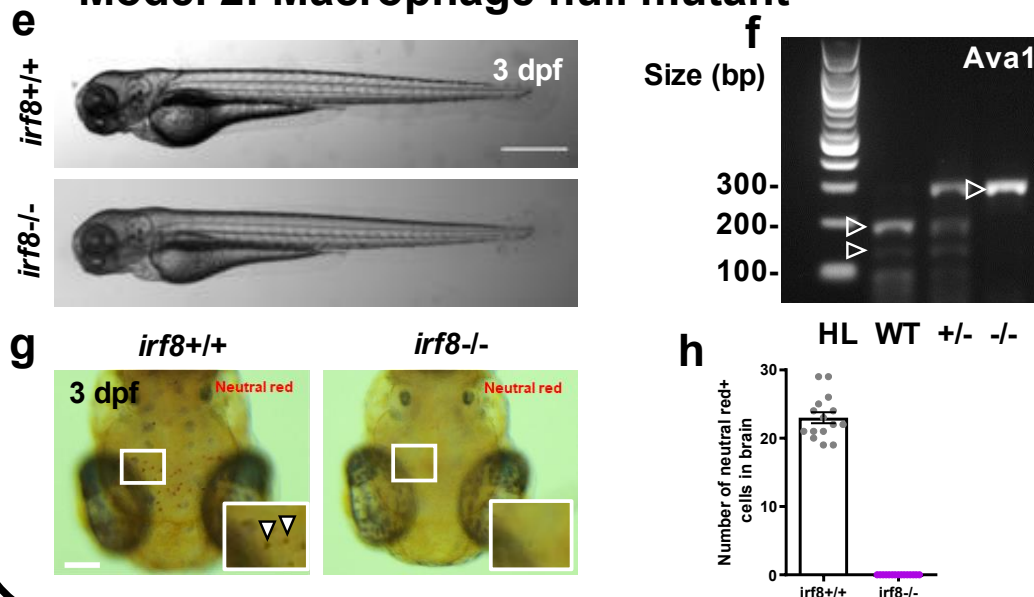 Model 2: Macrophage null mutant
e
irf8+/+
3 dpf
irf8-/-
f
Size (bp)
Ava1
300-
200-
100-
HL WT +/- -/-
g
irf8+/+
3 dpf
Neutral red
irf8-/-
Neutral red
h
Number of neutral red+
cells in brain
30
20
10
0
irf8+/+ irf8-/-